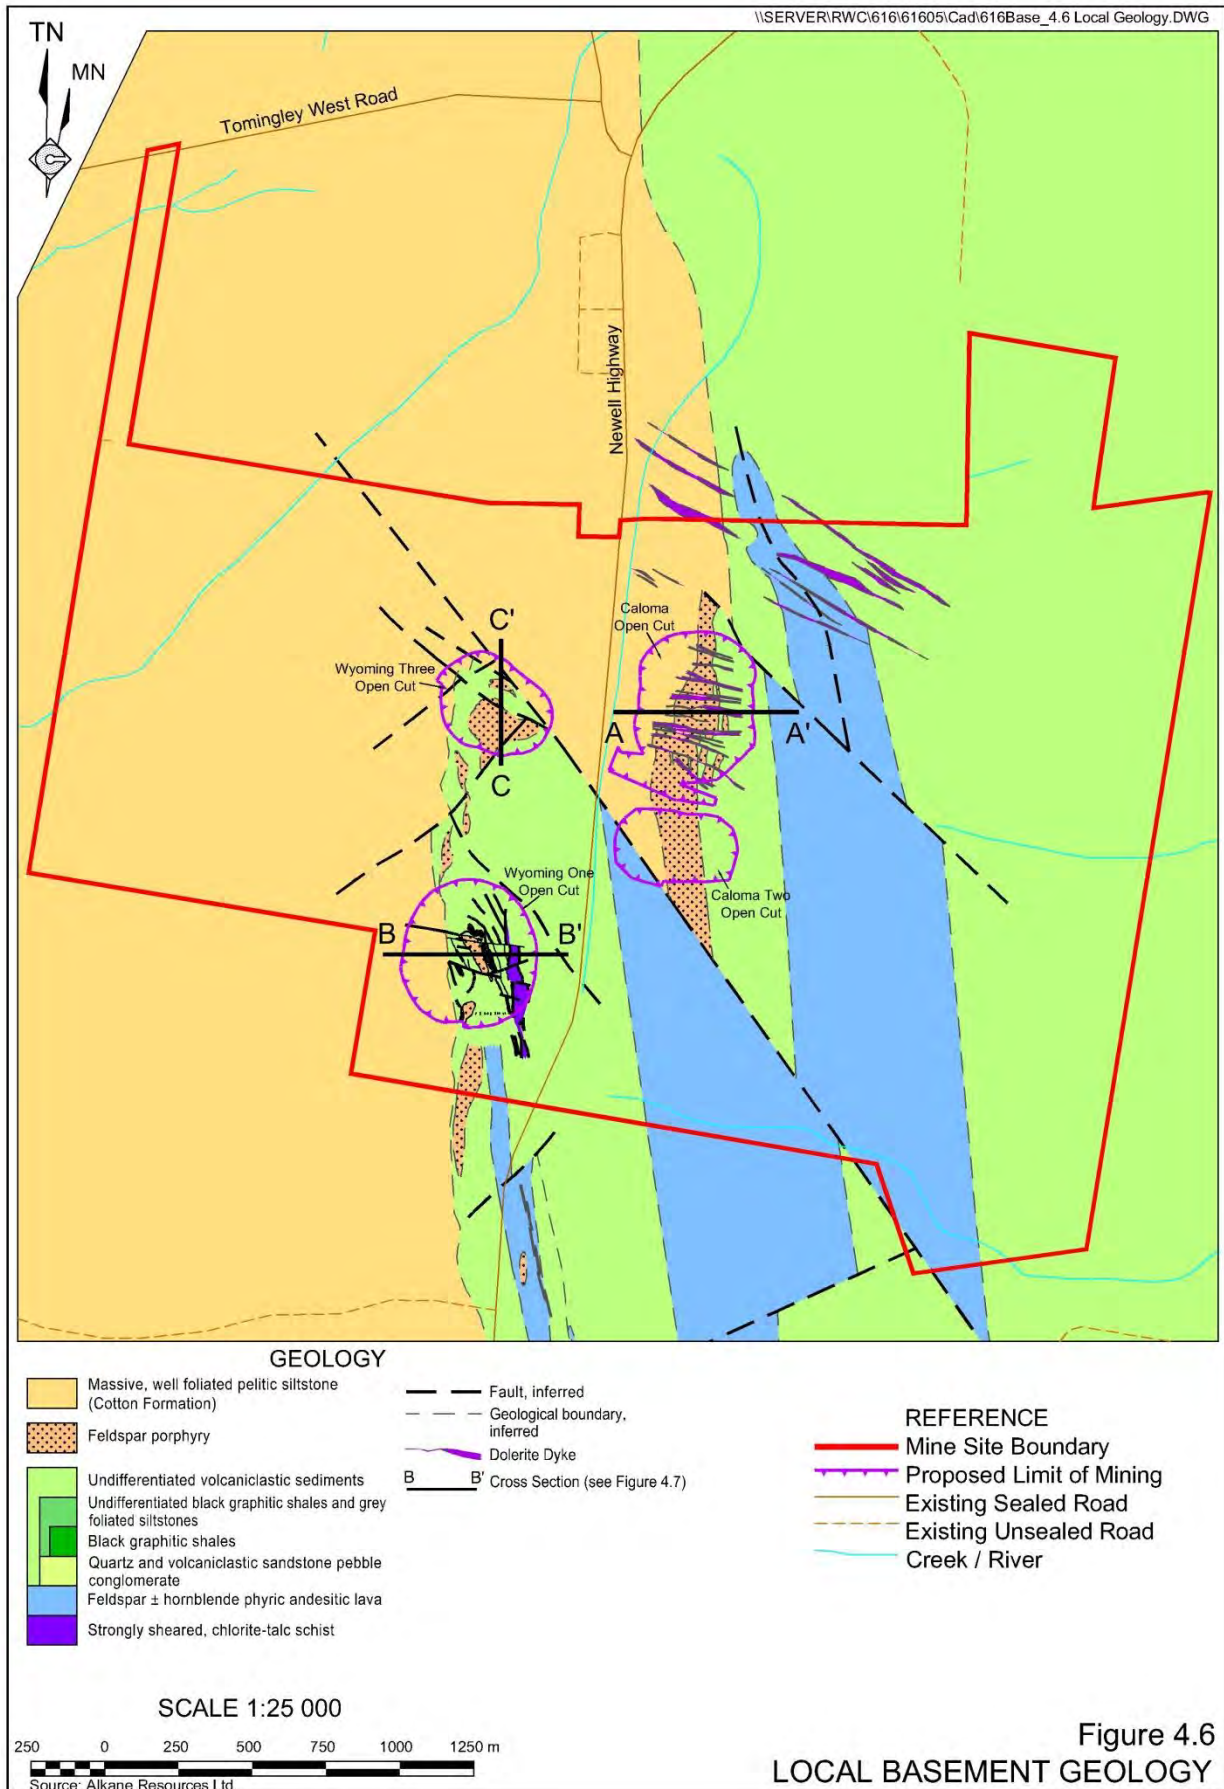 \\SERVER\RWC\616\61605\Cad\616Base_4.6 Local Geology.DWG
TN
MN
Tomingley West Road
Newell Highway
Caloma
Open Cut
C'
Wyoming Three
Open Cut
A
A'
C
Wyoming One
Open Cut
Caloma Two
Open Cut
B
B'
GEOLOGY
Massive, well foliated pelitic siltstone
(Cotton Formation)
Feldspar porphyry
Undifferentiated volcaniclastic sediments
Undifferentiated black graphitic shales and grey
foliated siltstones
Black graphitic shales
Quartz and volcaniclastic sandstone pebble
conglomerate
Feldspar ± hornblende phyric andesitic lava
Strongly sheared, chlorite-talc schist
Fault, inferred
Geological boundary,
inferred
Dolerite Dyke
B B' Cross Section (see Figure 4.7)
REFERENCE
Mine Site Boundary
Proposed Limit of Mining
Existing Sealed Road
Existing Unsealed Road
Creek / River
SCALE 1:25 000
250 0 250 500 750 1000 1250 m
Source: Alkane Resources Ltd
Figure 4.6
LOCAL BASEMENT GEOLOGY